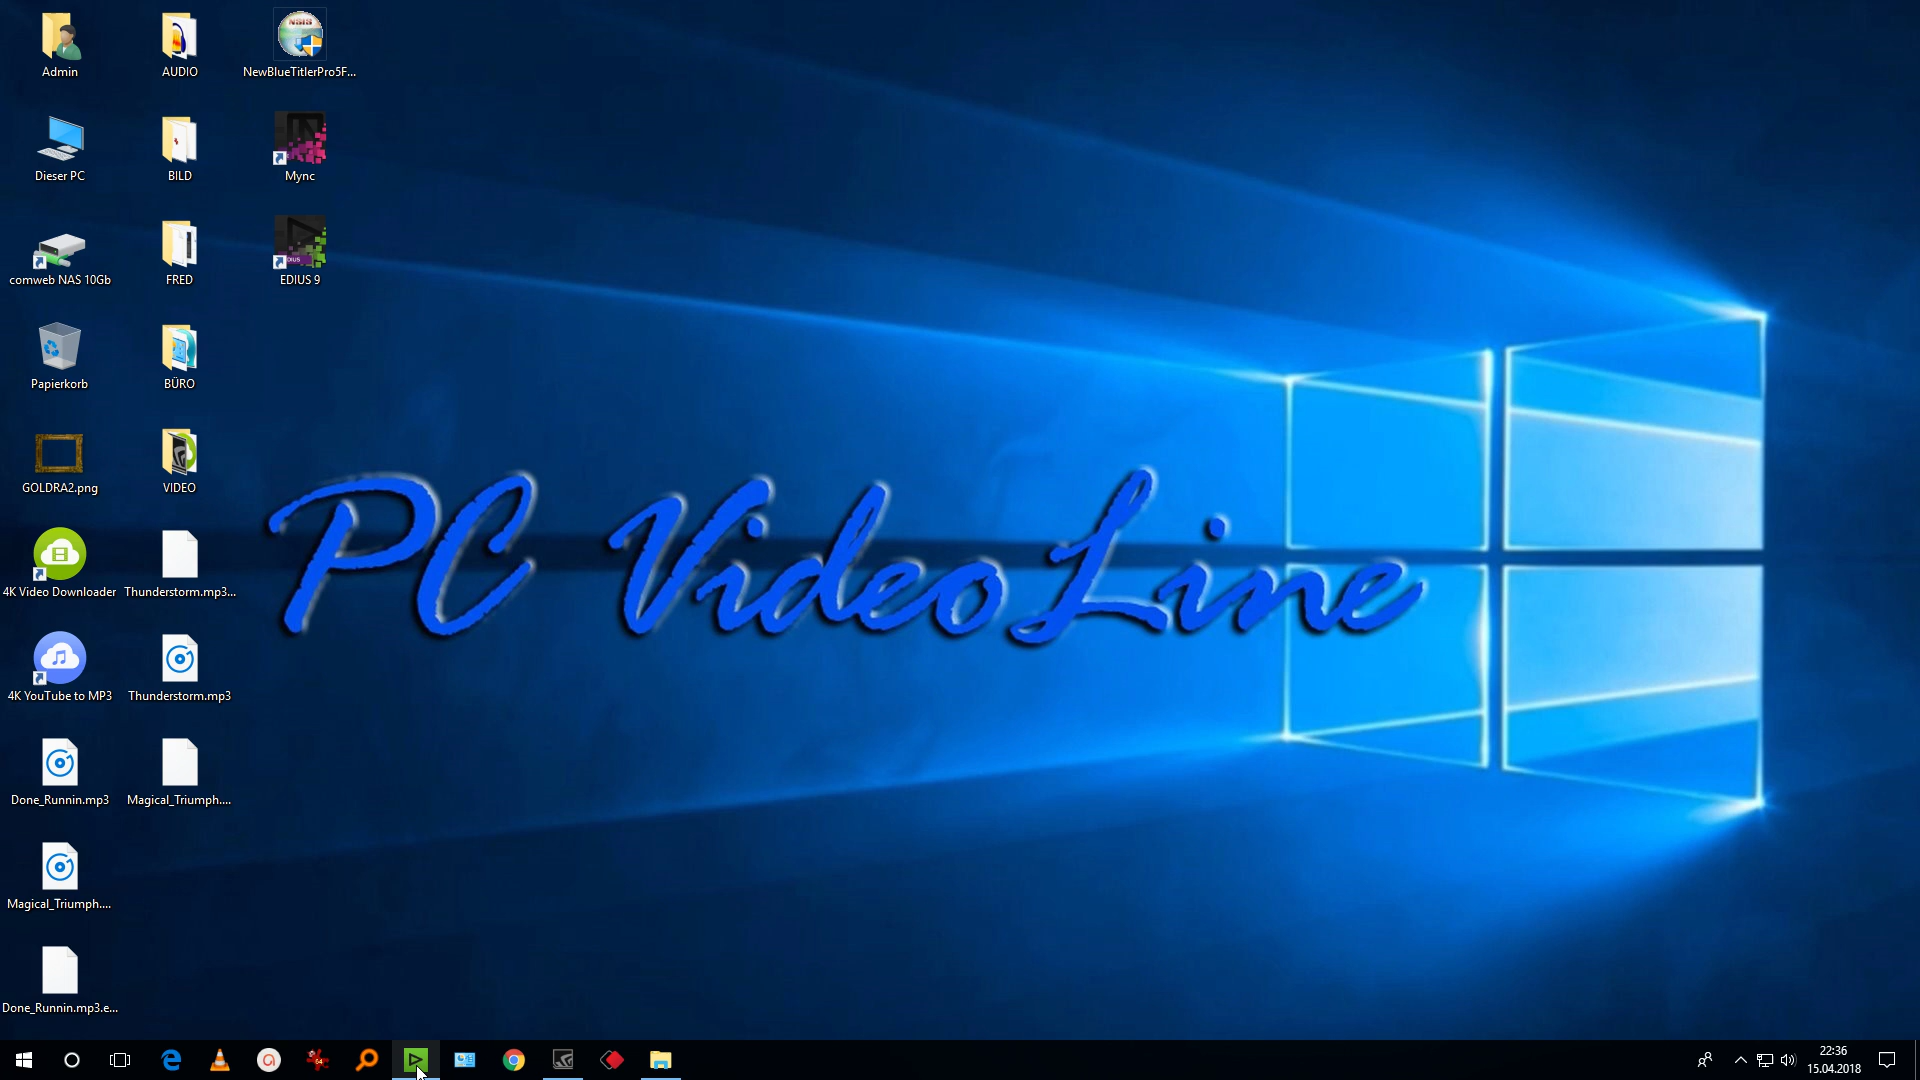 Admin
AUDIO
NewBlueTitlerPro5F...
Dieser PC
BILD
Mync
comweb NAS 10Gb
FRED
EDIUS 9
Papierkorb
BÜRO
GOLDRA2.png
VIDEO
PC VideoLine
4K Video Downloader
Thunderstorm.mp3...
4K YouTube to MP3
Thunderstorm.mp3
Done_Runnin.mp3
Magical_Triumph....
Magical_Triumph....
Done_Runnin.mp3.e...
22:36
15.04.2018